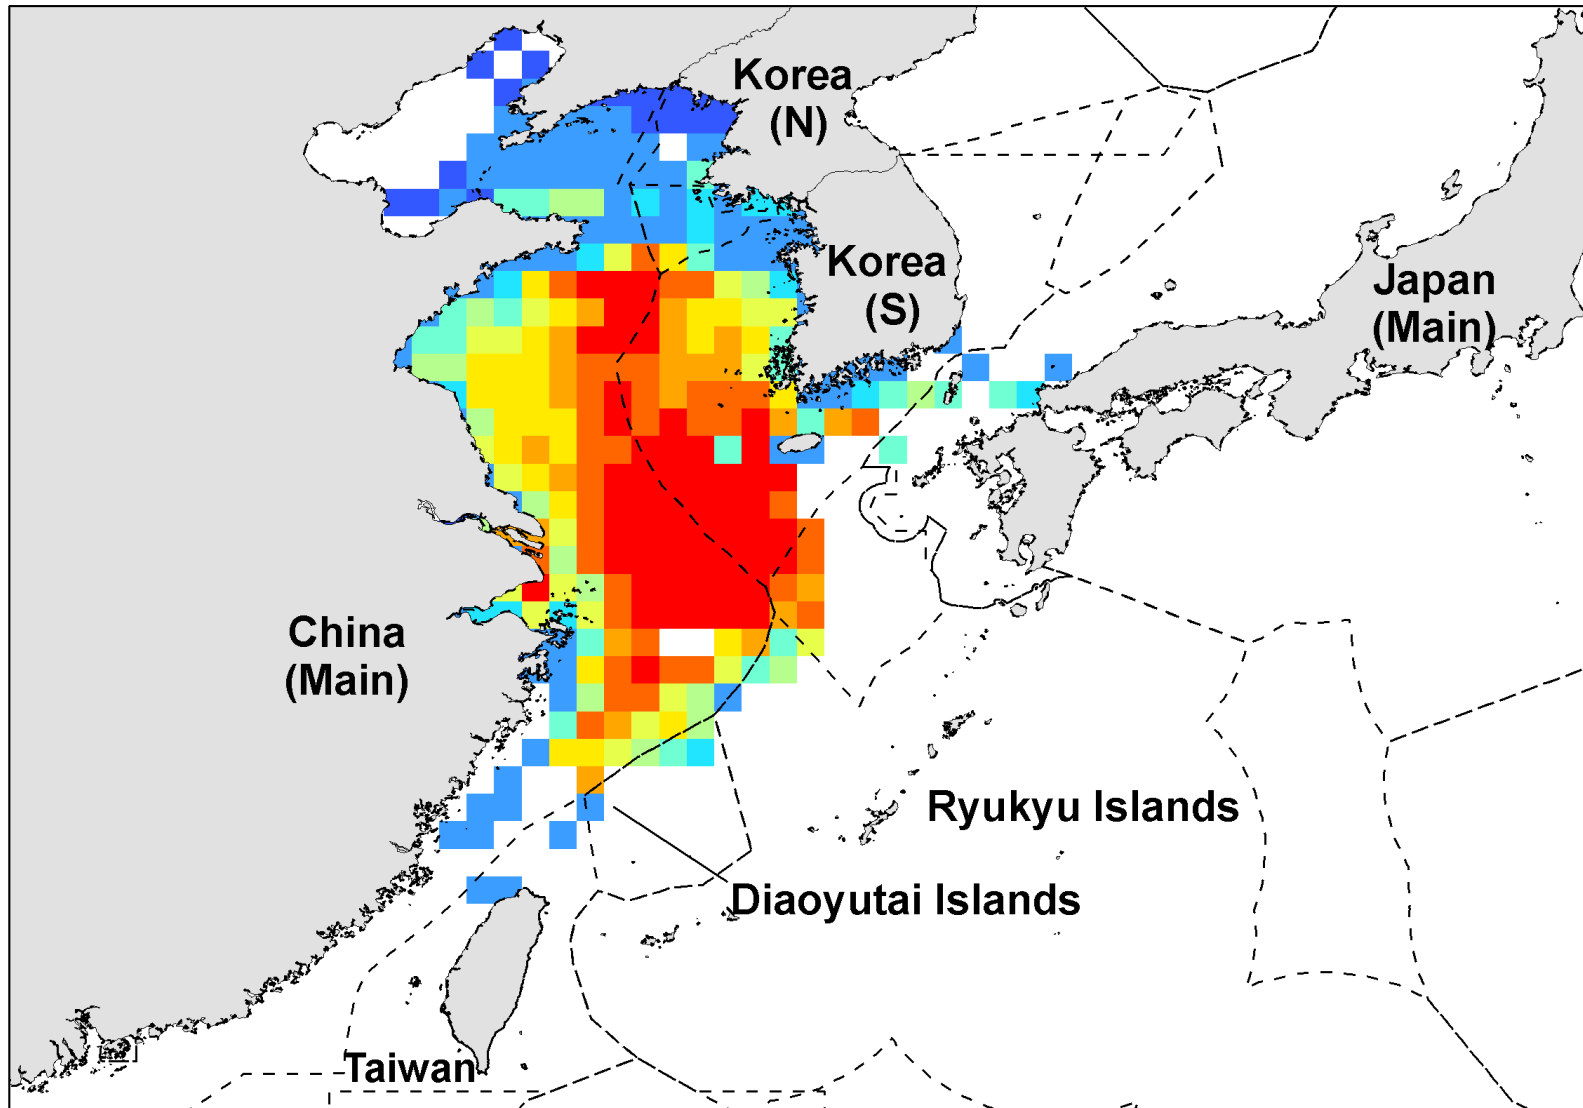 Korea
(N)
Korea
(S)
Japan
(Main)
China
(Main)
Ryukyu Islands
Diaoyutai Islands
Taiwan